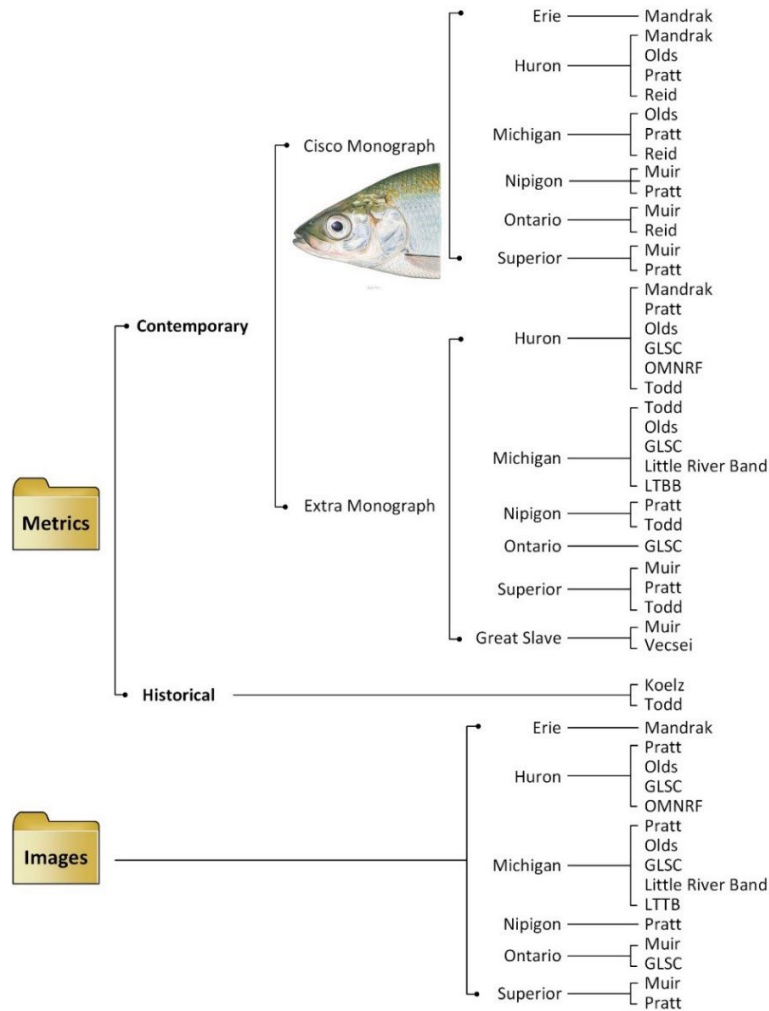 Erie
Mandrak
Huron
Mandrak
Olds
Pratt
Reid
Cisco Monograph
Michigan
Olds
Pratt
Reid
Nipigon
Muir
Pratt
Ontario
Muir
Reid
Superior
Muir
Pratt
Contemporary
Huron
Mandrak
Pratt
Olds
GLSC
OMNRF
Todd
Michigan
Todd
Olds
GLSC
Little River Band
LTBB
Metrics
Extra Monograph
Nipigon
Pratt
Todd
Ontario
GLSC
Superior
Muir
Pratt
Todd
Great Slave
Muir
Vecsei
Historical
Koelz
Todd
Erie
Mandrak
Huron
Pratt
Olds
GLSC
OMNRF
Images
Michigan
Pratt
Olds
GLSC
Little River Band
LTTB
Nipigon
Pratt
Ontario
Muir
GLSC
Superior
Muir
Pratt